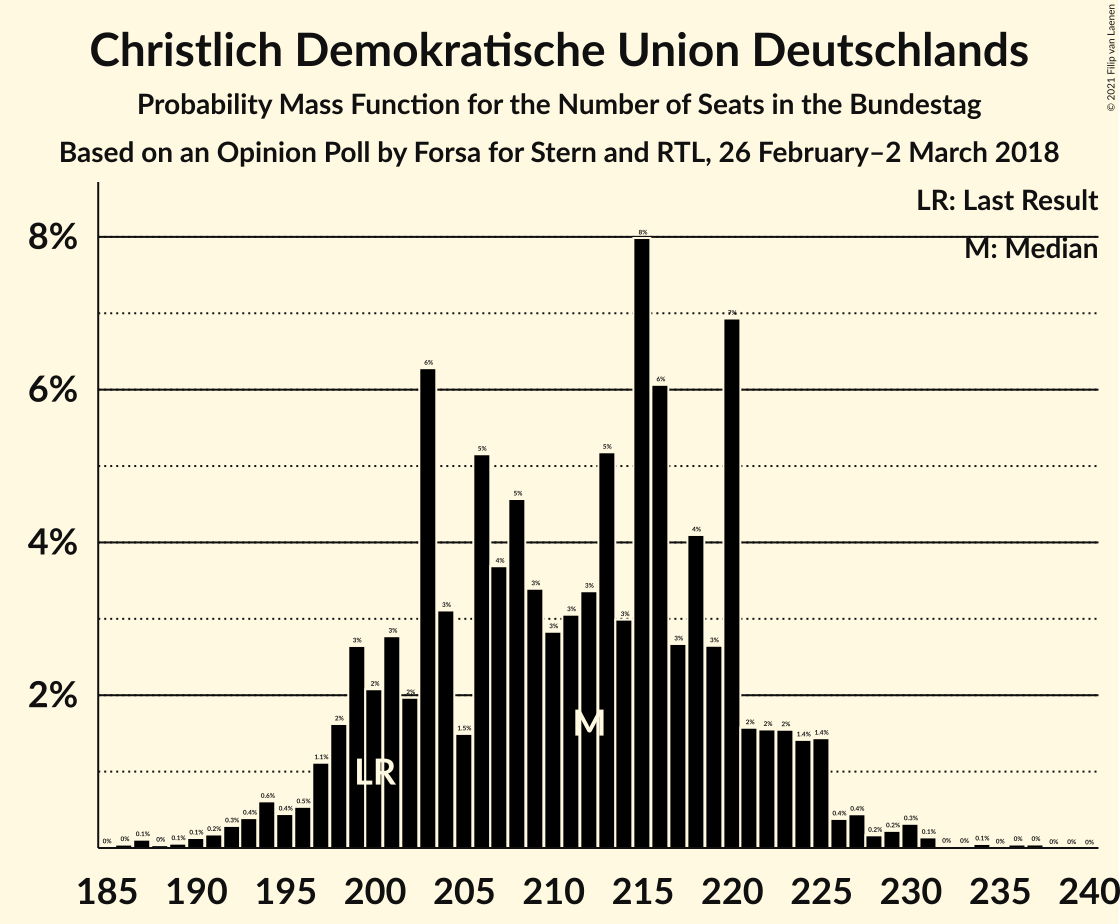 Christlich Demokratische Union Deutschlands
Probability Mass Function for the Number of Seats in the Bundestag
Based on an Opinion Poll by Forsa for Stern and RTL, 26 February–2 March 2018
© 2021 Filip van Laenen
LR: Last Result
M: Median
8%
6%
4%
2%
0% 0% 0.1% 0% 0.1% 0.1% 0.2% 0.3% 0.4% 0.6% 0.4% 0.5% 1.1% 2% 3% 2% 3% 2% 6% 3% 1.5% 5% 4% 5% 3% 3% 3% 3% 5% 3% 8% 6% 3% 4% 3% 7% 2% 2% 2% 1.4% 1.4% 0.4% 0.4% 0.2% 0.2% 0.3% 0.1% 0% 0% 0.1% 0% 0% 0% 0% 0% 0%
M
LR
185 190 195 200 205 210 215 220 225 230 235 240